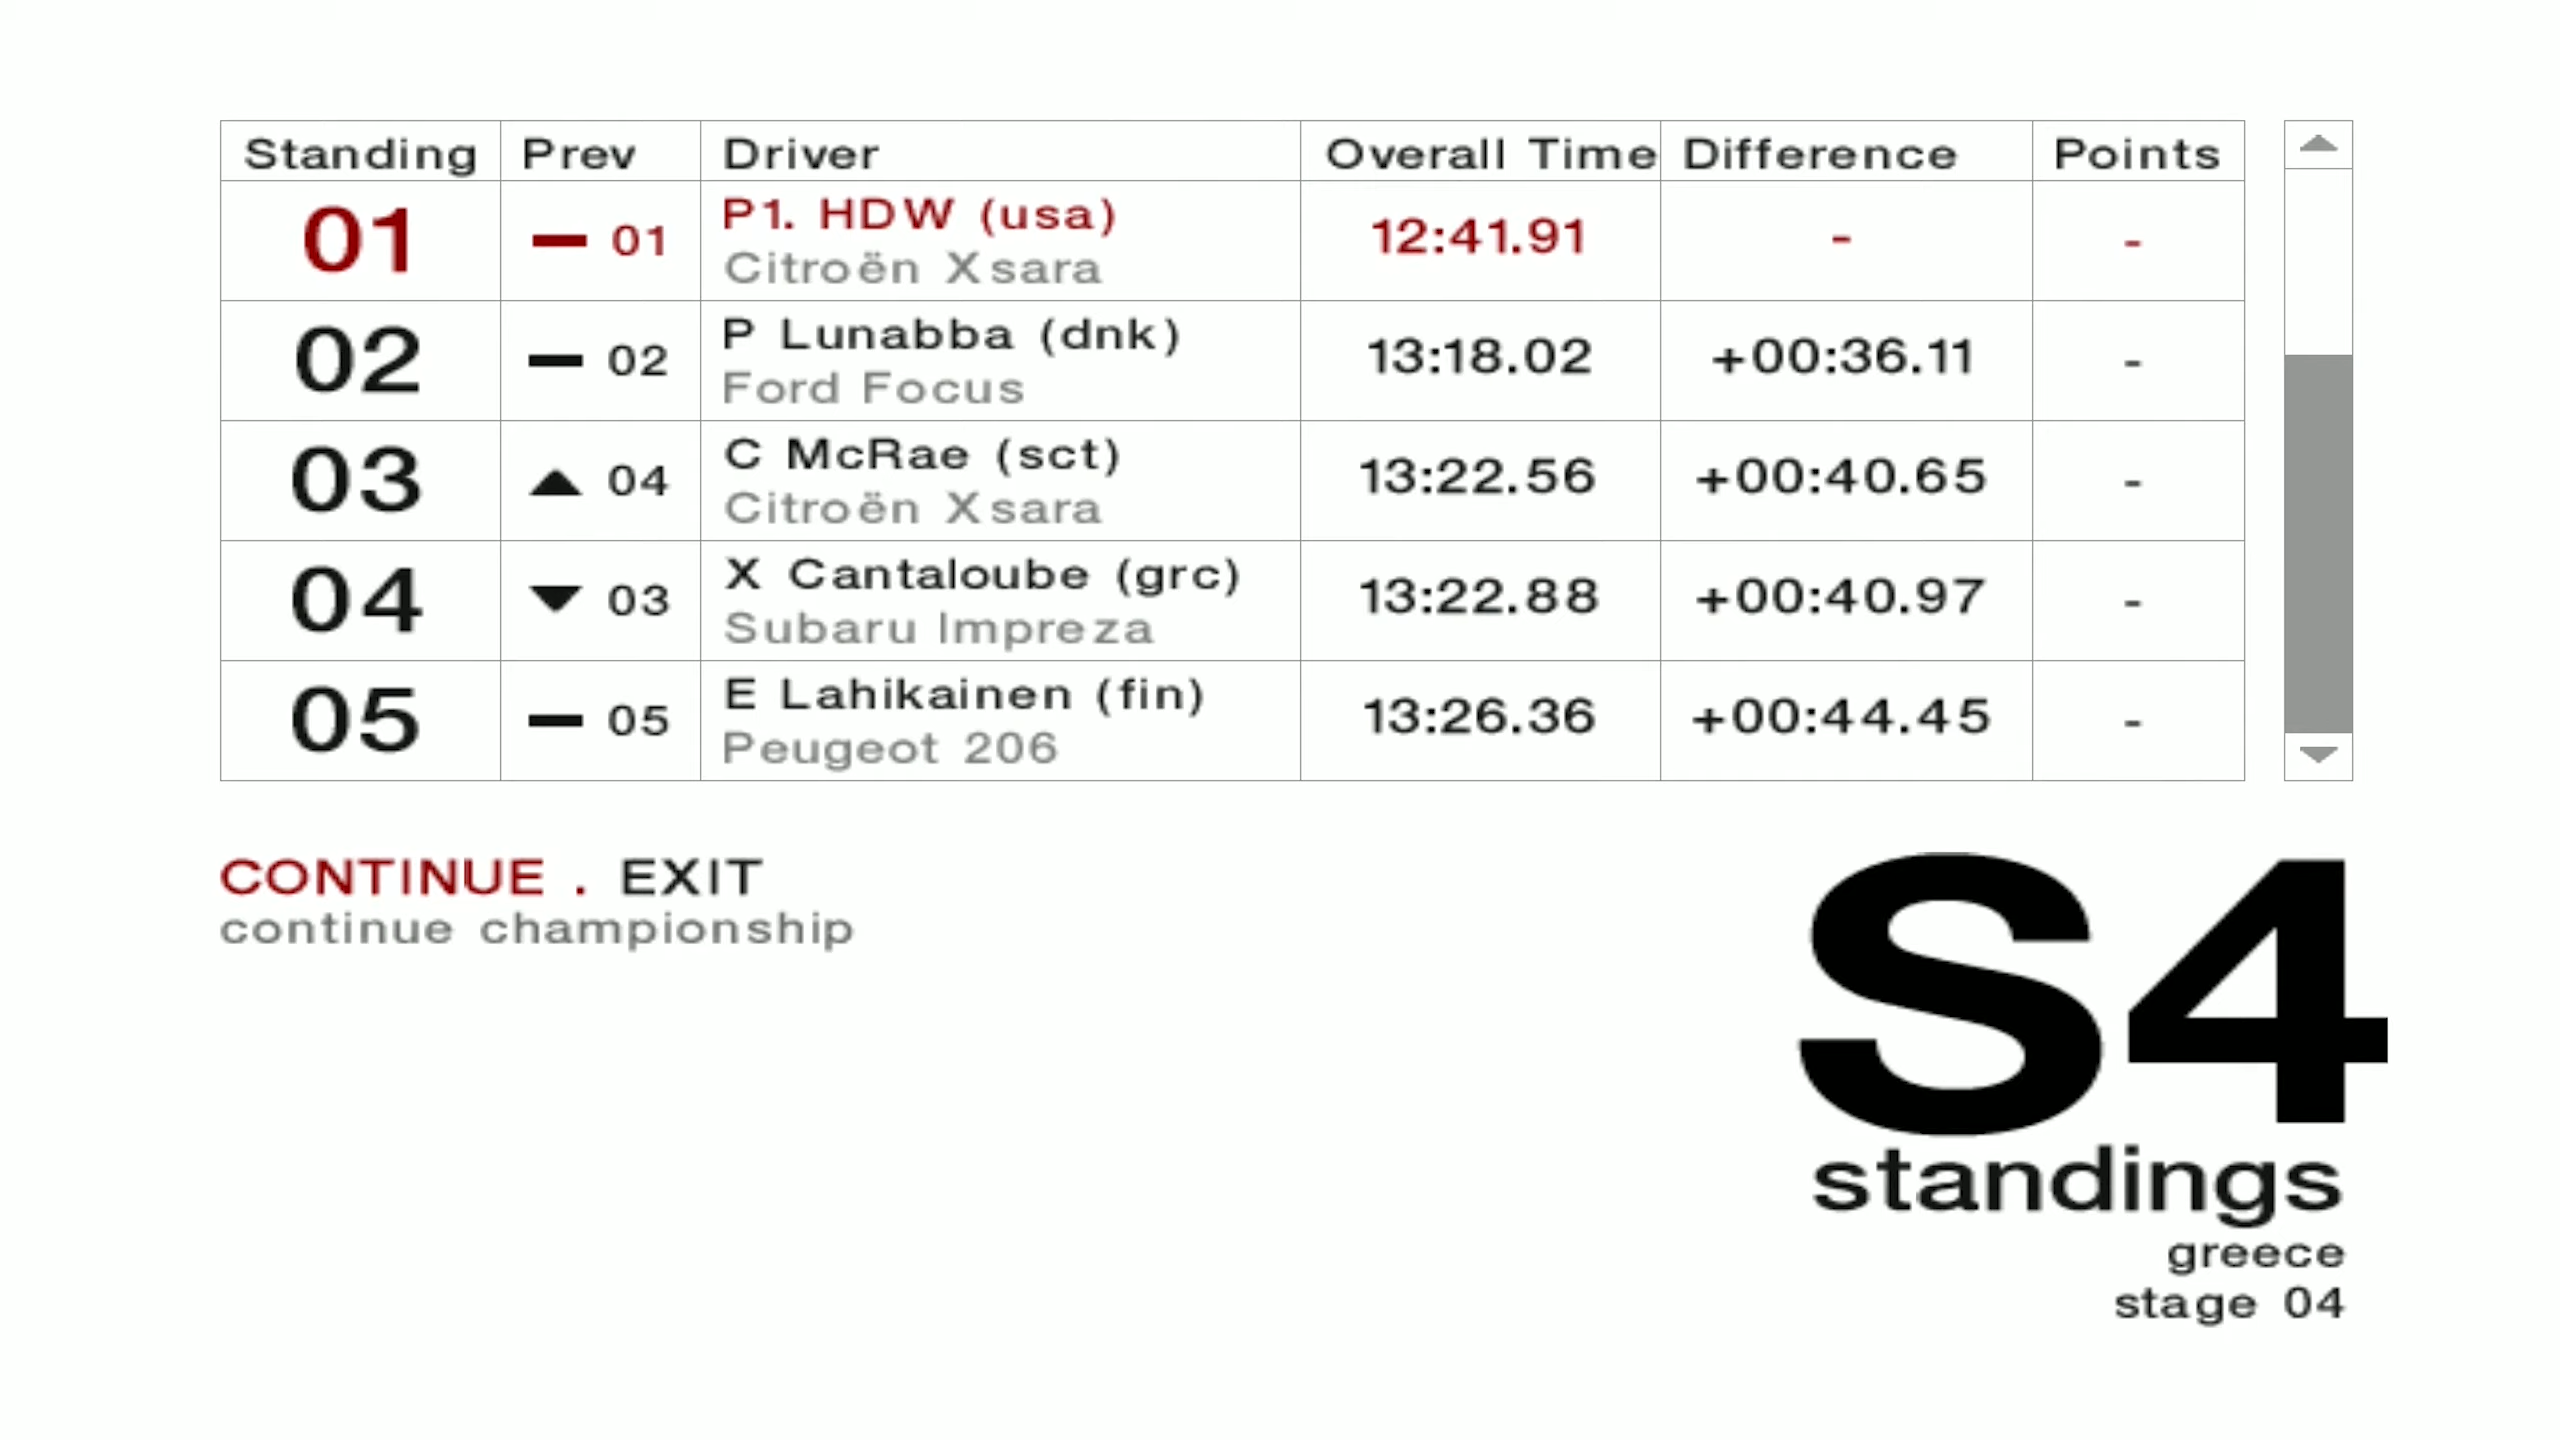 Standing Prev Driver Overall Time Difference Points
01 01 P1. HDW (usa) 12:41.91 - -
Citroën Xsara
02 02 P Lunabba (dnk) 13:18.02 +00:36.11 -
Ford Focus
03 04 C McRae (sct) 13:22.56 +00:40.65 -
Citroën Xsara
04 03 X Cantaloube (grc) 13:22.88 +00:40.97 -
Subaru Impreza
05 05 E Lahikainen (fin) 13:26.36 +00:44.45 -
Peugeot 206
CONTINUE . EXIT
continue championship
S4
standings
greece
stage 04